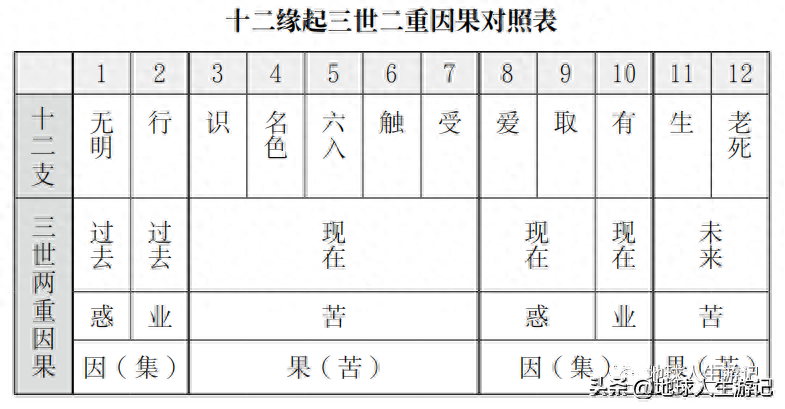 十二缘起三世二重因果对照表
1 2 3 4 5 6 7 8 9 10 11 12
十二支 无明 行 识 名色 六入 触 受 爱 取 有 生 老死
三世两重因果 过去 过去 现在 现在 现在 未来
惑 业 苦 惑 业 苦
因（集） 果（苦） 因（集） 果（苦）
地球人生游记
头条@地球人生游记